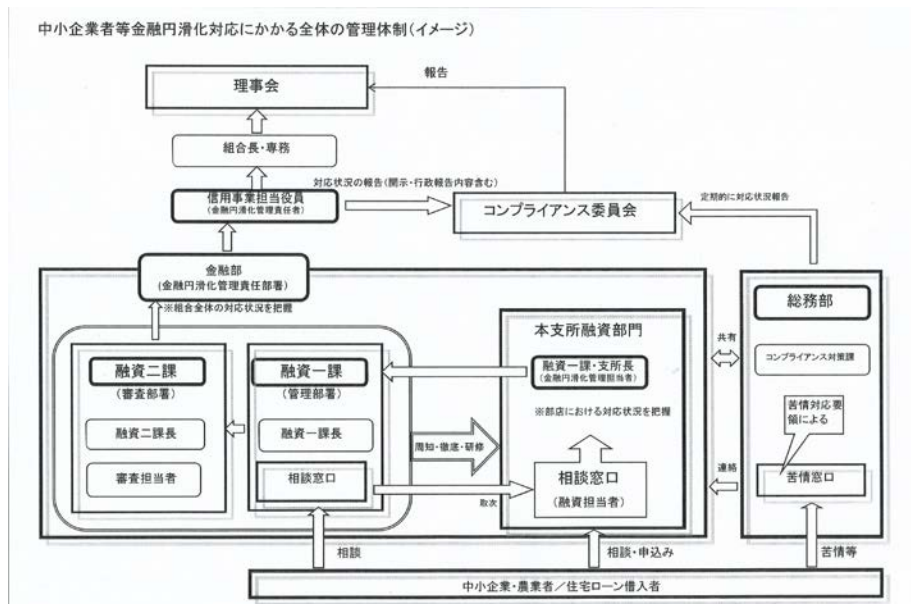 中小企業者等金融円滑化対応にかかる全体の管理体制(イメージ)
報告
理事会
組合長・専務
対応状況の報告(開示・行政報告内容含む)
信用事業担当役員
(金融円滑化管理責任者)
コンプライアンス委員会
定期的に対応状況報告
金融部
(金融円滑化管理責任部署)
※組合全体の対応状況を把握
総務部
本支所融資部門
共有
融資二課
(審査部署)
融資一課
(管理部署)
融資一課・支所長
(金融円滑化管理担当者)
コンプライアンス対策課
※部店における対応状況を把握
苦情対応要
領による
融資二課長
融資一課長
周知・徹底・研修
審査担当者
相談窓口
相談窓口
(融資担当者)
連絡
苦情窓口
取次
相談
相談・申込み
苦情等
中小企業・農業者/住宅ローン借入者